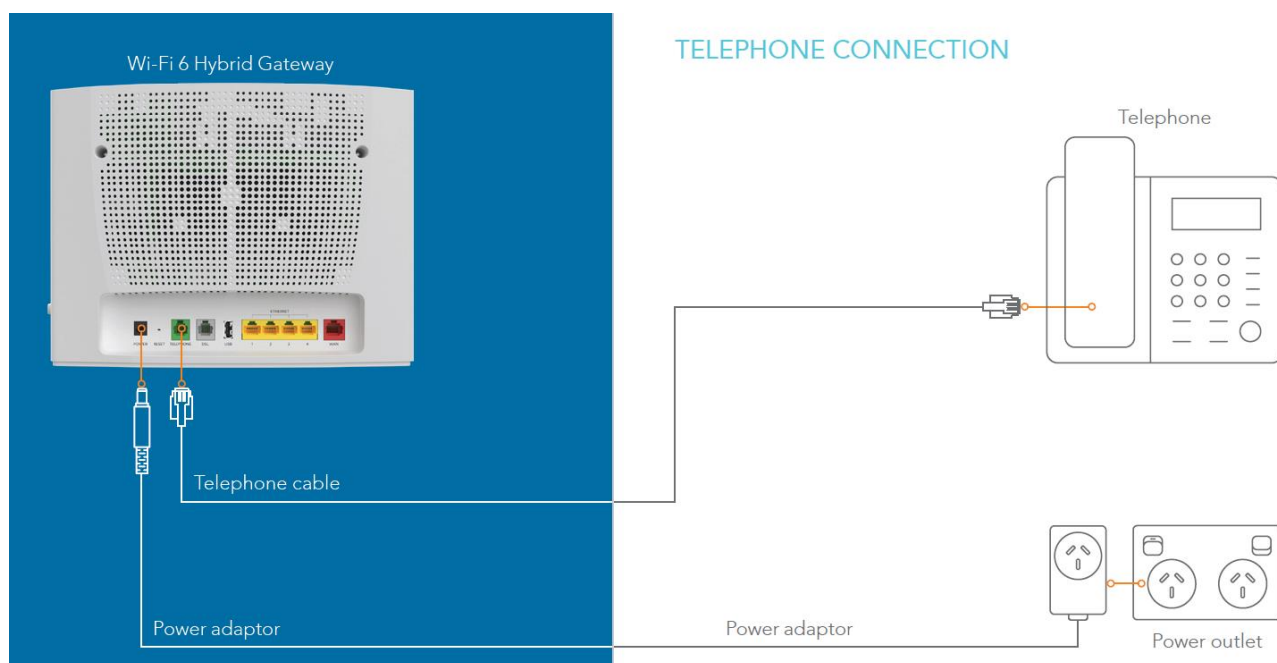 TELEPHONE CONNECTION
Wi-Fi 6 Hybrid Gateway
Telephone
ETHERNET
POWER RESET TELEPHONE DSL USB 1 2 3 4 WAN
Telephone cable
Power adaptor
Power adaptor
Power outlet